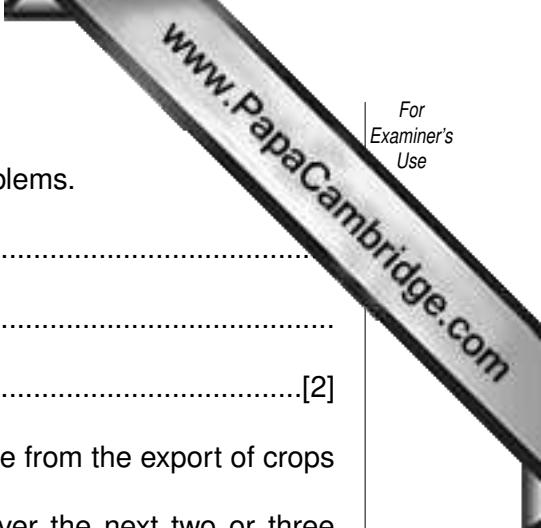 www.PapaCambridge.com
For
Examiner's
Use
blems.
..........................................
..........................................
......................................[2]
e from the export of crops
ver the next two or three